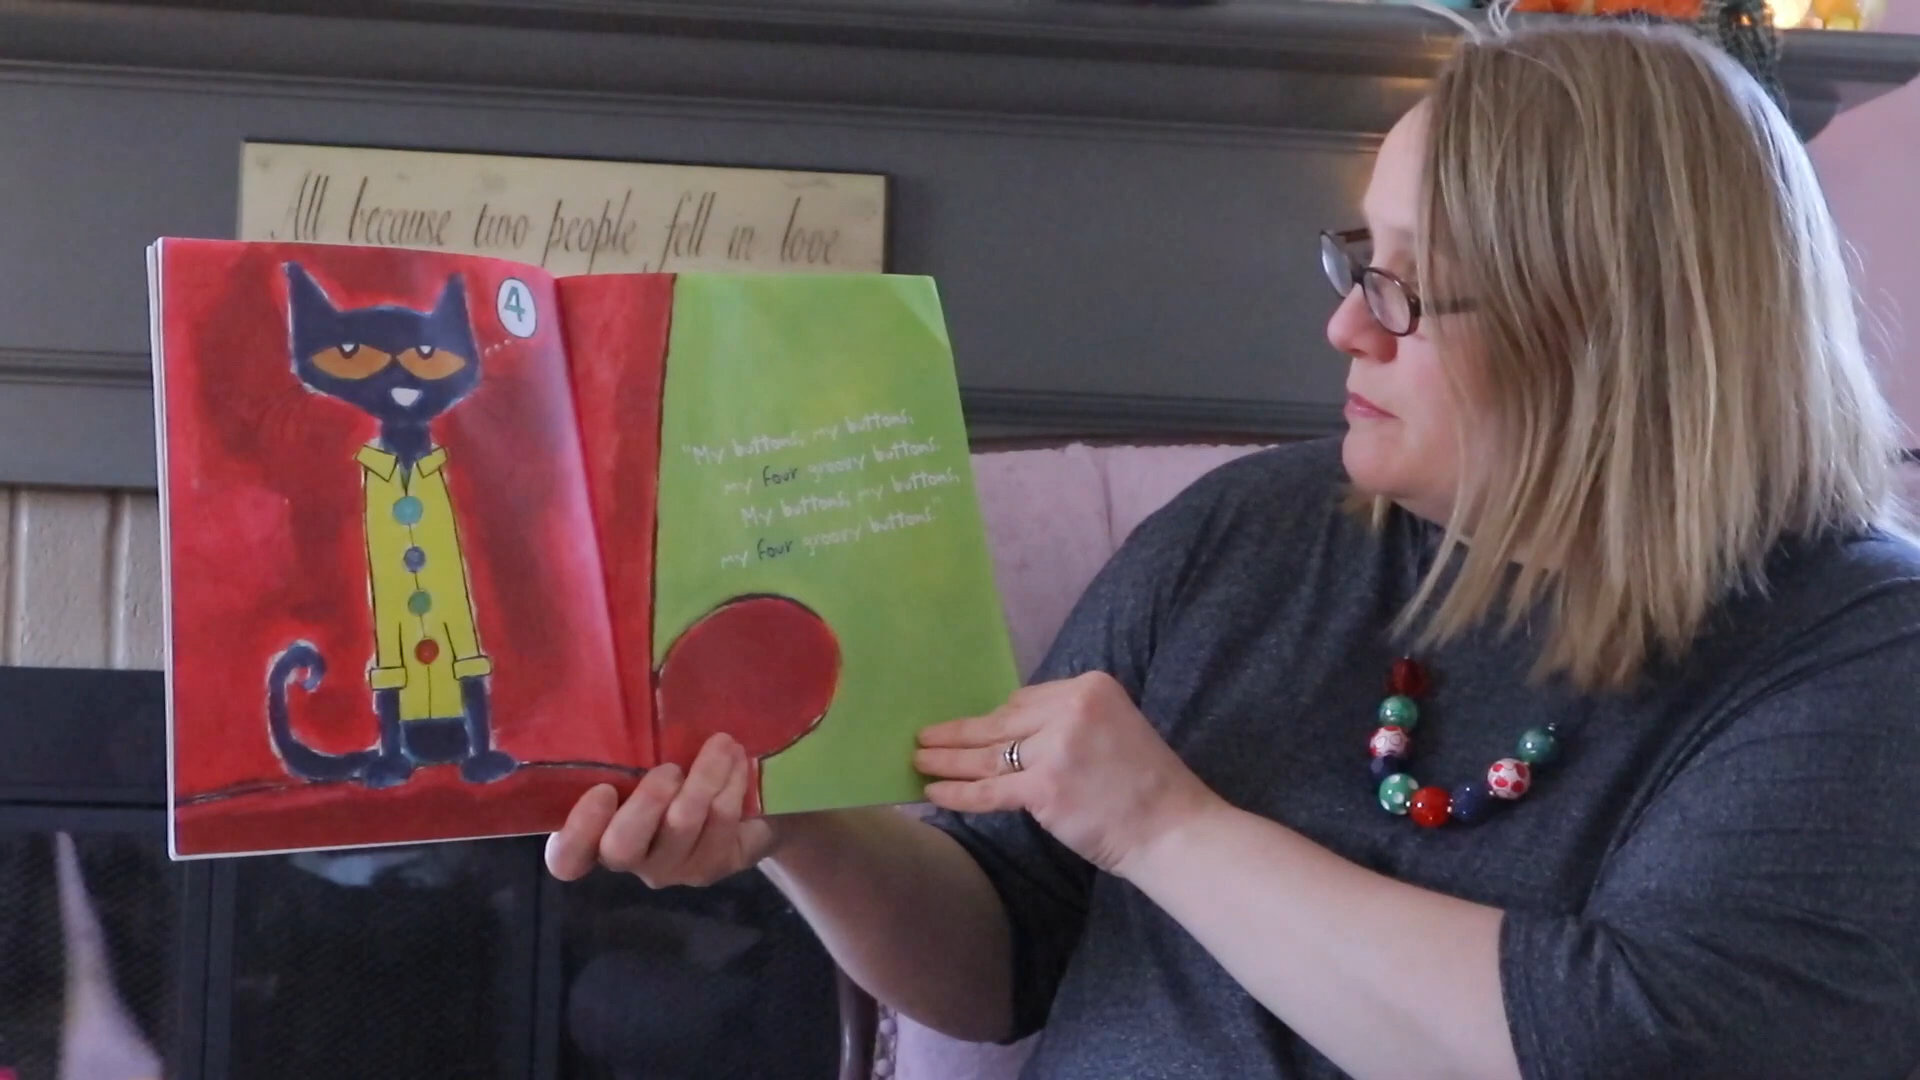 All because two people fell in love
4
"My buttons, my buttons,
my four groovy buttons.
My buttons, my buttons,
my four groovy buttons."